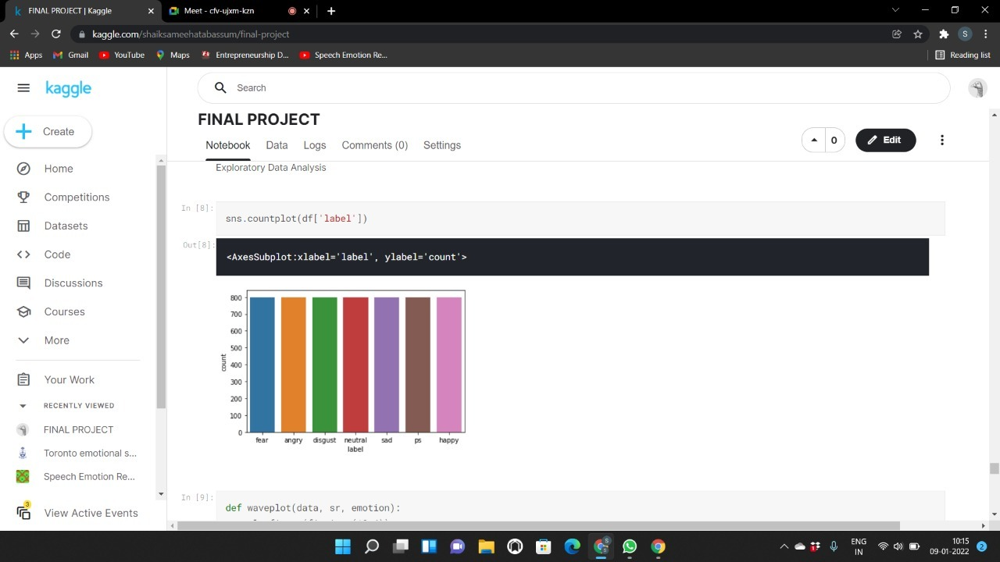 FINAL PROJECT | Kaggle
Meet - cfv-ujxm-kzn
kaggle.com/shaiksameehatabassum/final-project
S
Apps
Gmail
YouTube
Maps
Entrepreneurship D...
Speech Emotion Re...
Reading list
kaggle
Search
Create
FINAL PROJECT
Notebook
Data
Logs
Comments (0)
Settings
0
Edit
Home
Competitions
Datasets
Code
Discussions
Courses
More
Your Work
RECENTLY VIEWED
FINAL PROJECT
Toronto emotional s...
Speech Emotion Re...
3
View Active Events
Exploratory Data Analysis
In [8]:
sns.countplot(df['label'])
Out[8]:
<AxesSubplot:xlabel='label', ylabel='count'>
800
700
600
500
400
300
200
100
0
count
fear angry disgust neutral sad ps happy
label
In [9]:
def waveplot(data, sr, emotion):
ENG
IN
10:15
09-01-2022
2